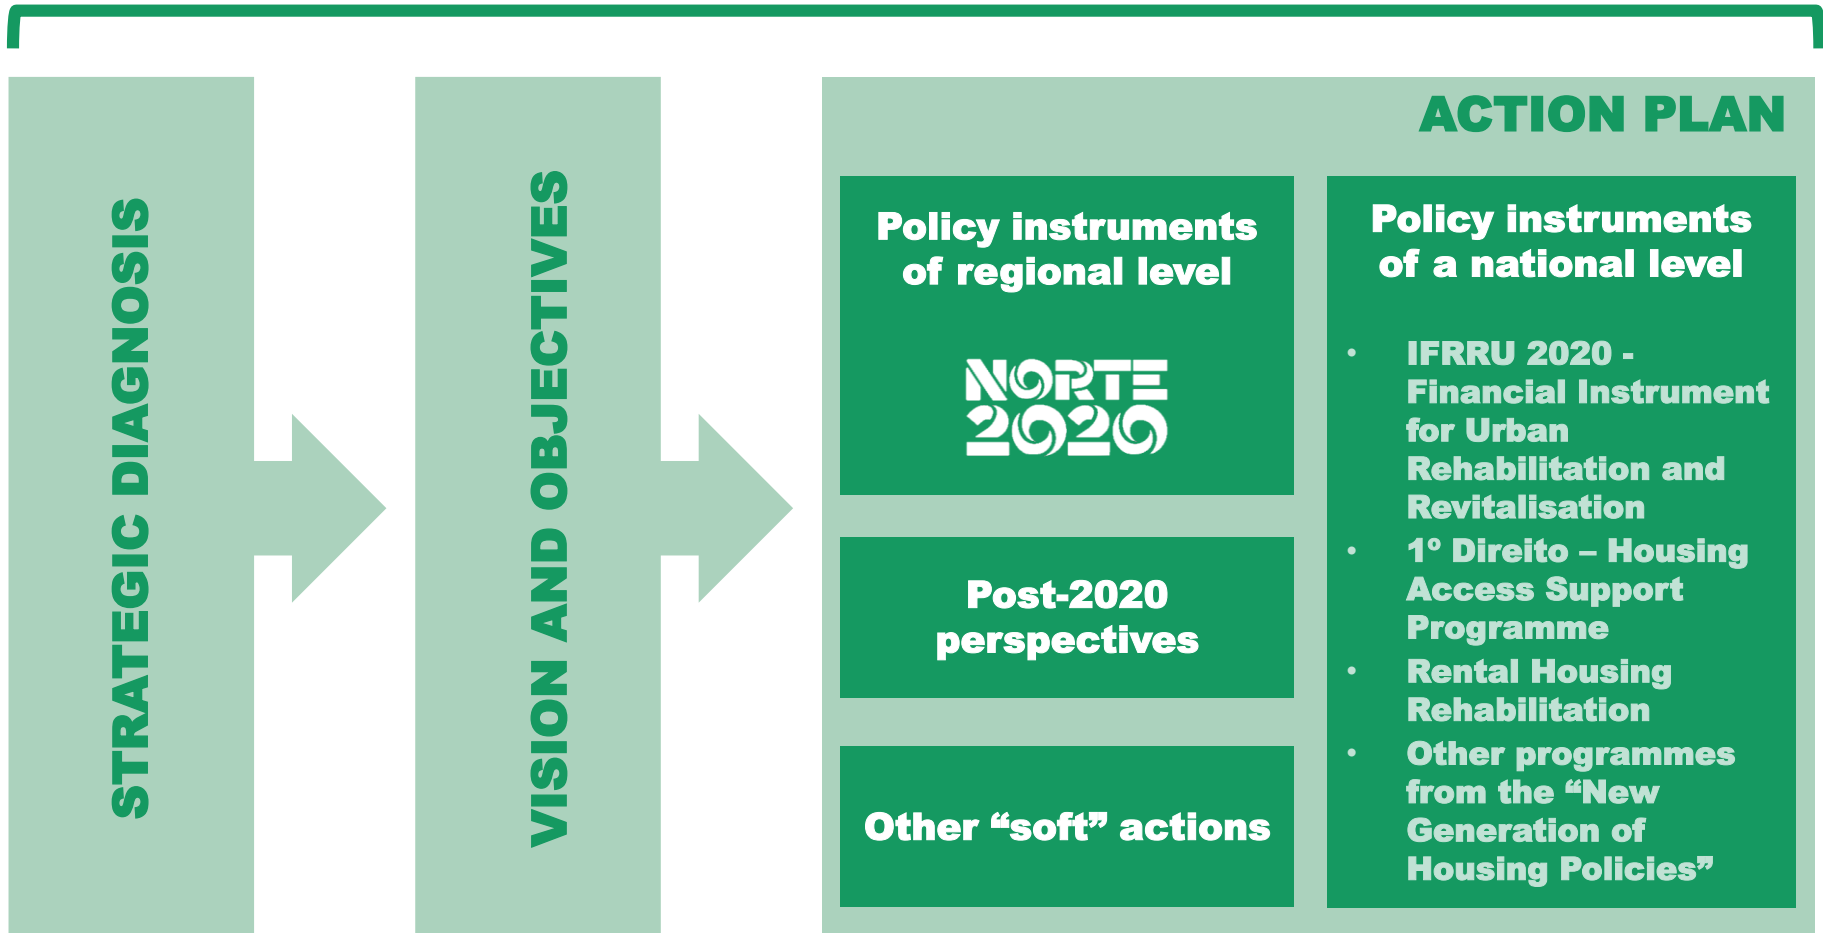 STRATEGIC DIAGNOSIS
VISION AND OBJECTIVES
ACTION PLAN
Policy instruments
of regional level
NORTE
2020
Post-2020
perspectives
Other “soft” actions
Policy instruments
of a national level
• IFRRU 2020 -
Financial Instrument
for Urban
Rehabilitation and
Revitalisation
• 1º Direito – Housing
Access Support
Programme
• Rental Housing
Rehabilitation
• Other programmes
from the “New
Generation of
Housing Policies”